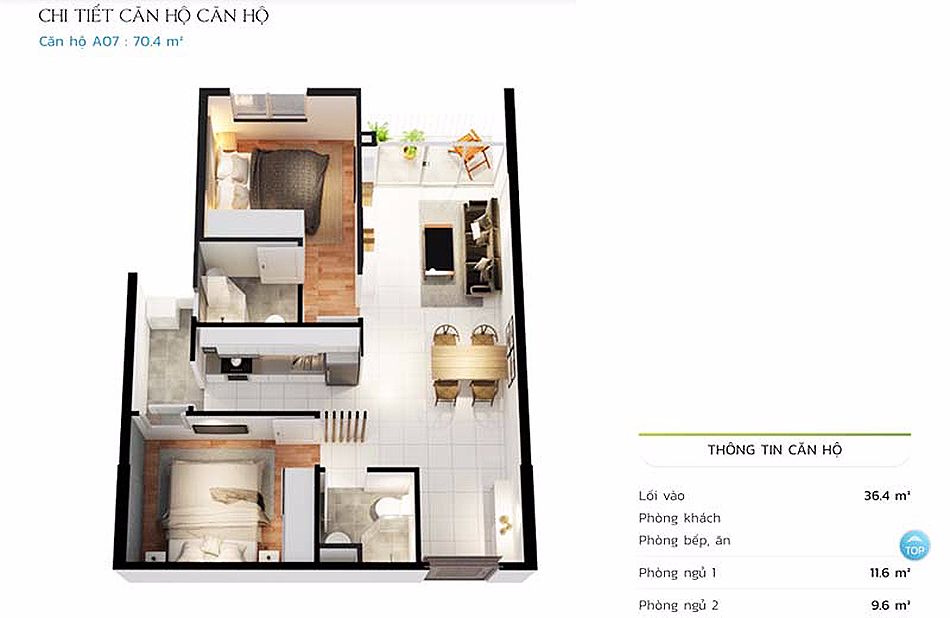 CHI TIẾT CĂN HỘ CĂN HỘ
Căn hộ A07 : 70.4 m²
THÔNG TIN CĂN HỘ
Lối vào 36.4 m²
Phòng khách
Phòng bếp, ăn
TOP
Phòng ngủ 1 11.6 m²
Phòng ngủ 2 9.6 m²